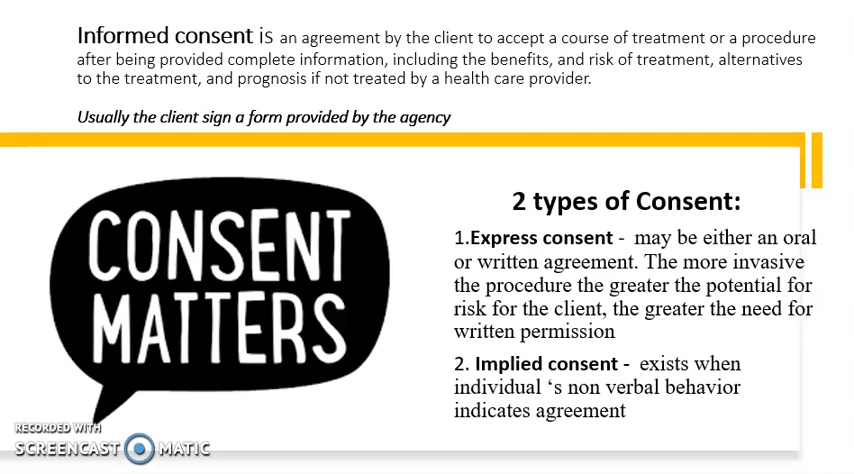 Informed consent is an agreement by the client to accept a course of treatment or a procedure
after being provided complete information, including the benefits, and risk of treatment, alternatives
to the treatment, and prognosis if not treated by a health care provider.
Usually the client sign a form provided by the agency
CONSENT
MATTERS
2 types of Consent:
1.Express consent - may be either an oral
or written agreement. The more invasive
the procedure the greater the potential for
risk for the client, the greater the need for
written permission
2. Implied consent - exists when
individual ‘s non verbal behavior
indicates agreement
RECORDED WITH
SCREENCAST MATIC